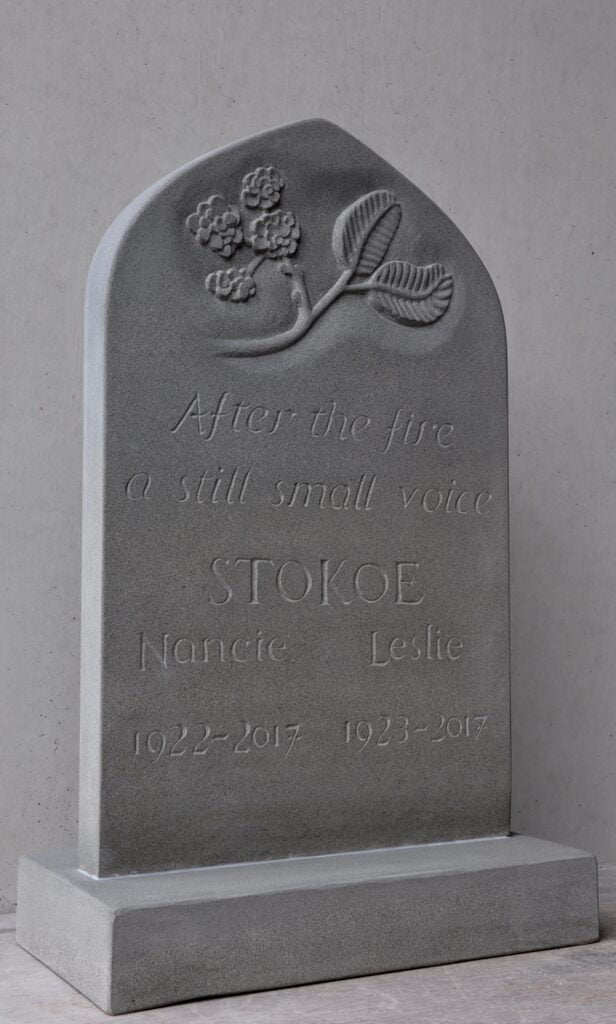 After the fire
a still small voice
STOKOE
Nancie Leslie
1922-2017 1923-2017